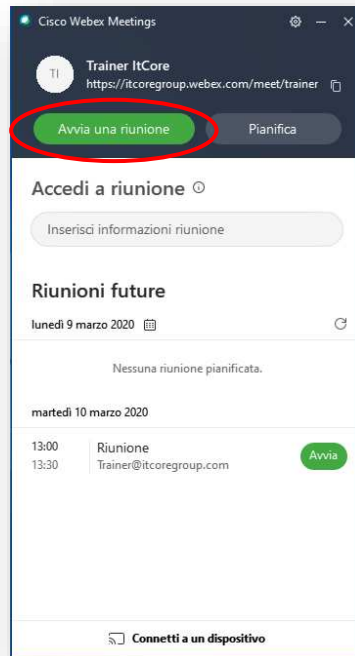 Cisco Webex Meetings
TI
Trainer ItCore
https://itcoregroup.webex.com/meet/trainer
Avvia una riunione
Pianifica
Accedi a riunione
Inserisci informazioni riunione
Riunioni future
lunedì 9 marzo 2020
Nessuna riunione pianificata.
martedì 10 marzo 2020
13:00 Riunione
13:30 Trainer@itcoregroup.com
Avvia
Connetti a un dispositivo